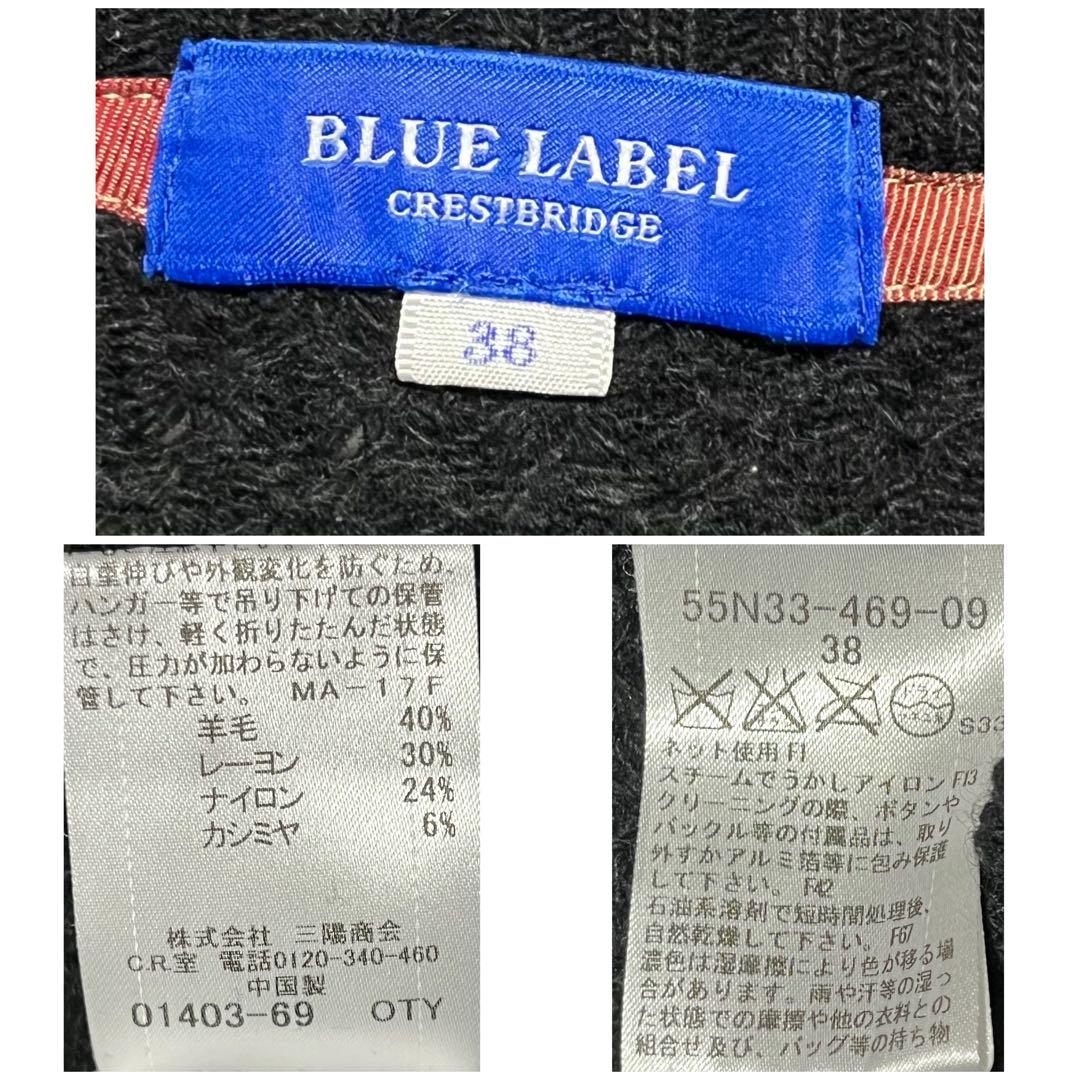 BLUE LABEL
CRESTBRIDGE
38
自重伸びや外観変化を防ぐため、
ハンガー等で吊り下げての保管
はさけ、軽く折りたたんだ状態
で、圧力が加わらないように保
管して下さい。 MA-17F
羊毛 40%
レーヨン 30%
ナイロン 24%
カシミヤ 6%
株式会社 三陽商会
C.R.室 電話0120-340-460
中国製
01403-69 OTY
55N33-469-09
38
ドライ
S33
ネット使用 F1
スチームでうかしアイロン F13
クリーニングの際、ボタンや
バックル等の付属品は、取り
外すかアルミ箔等に包み保護
して下さい。 F42
石油系溶剤で短時間処理後、
自然乾燥して下さい。 F67
濃色は湿摩擦により色が移る場
合があります。雨や汗等の湿っ
た状態での摩擦や他の衣料との
組合せ及び、バッグ等の持ち物